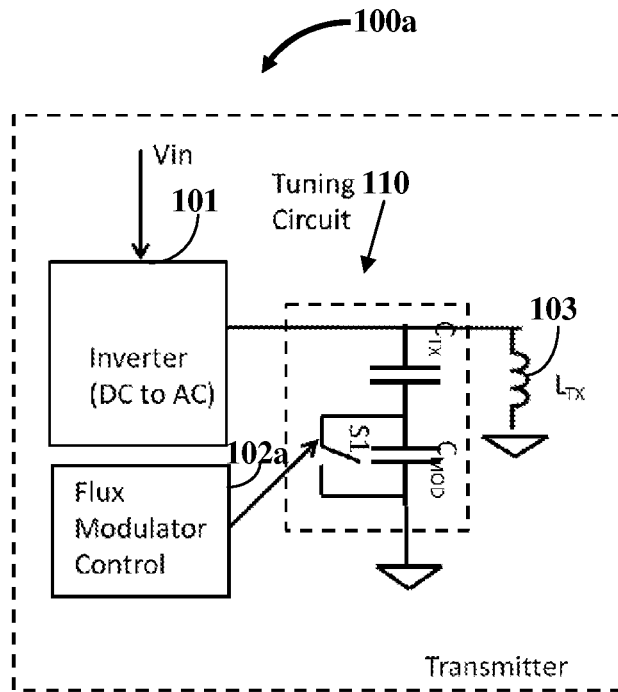 100a
Vin
101
Tuning 110
Circuit
103
Inverter
(DC to AC)
CTX
LTX
S1
CMOD
102a
Flux
Modulator
Control
Transmitter